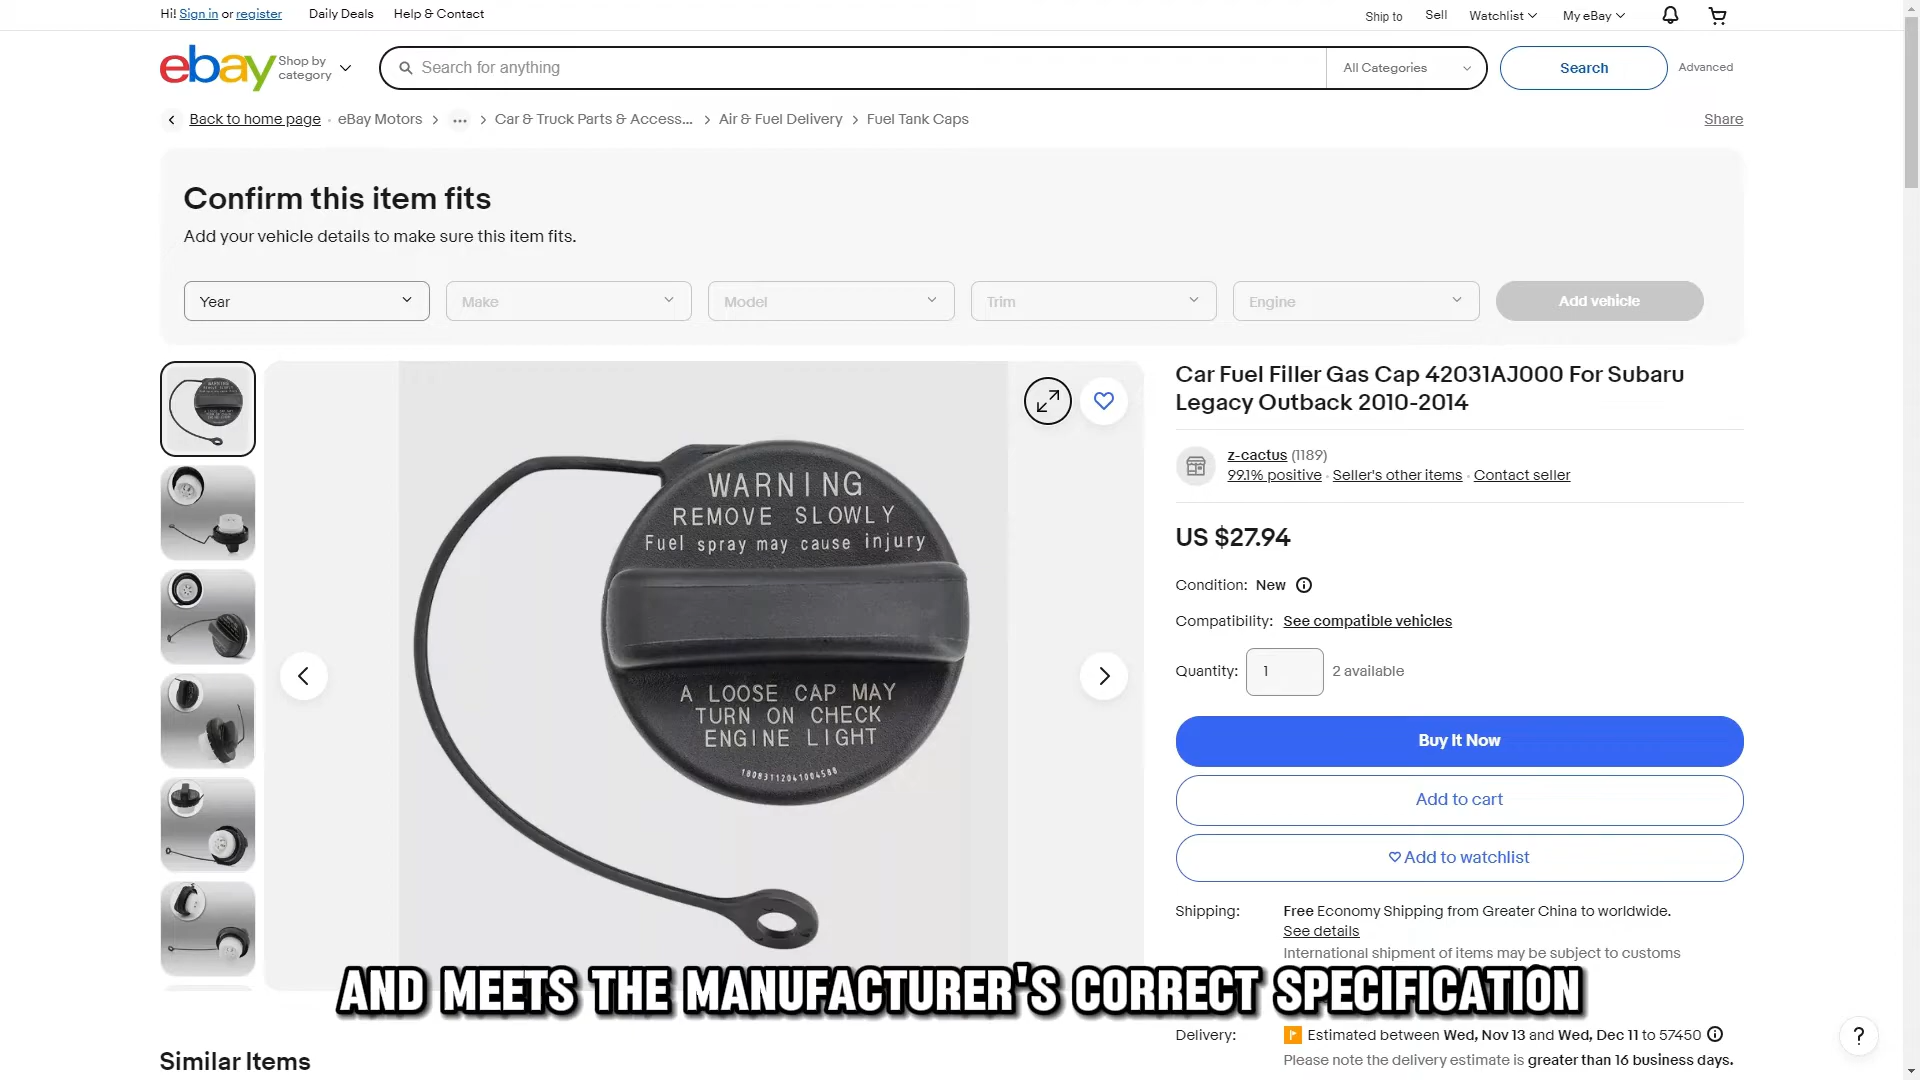 Hi! Sign in or register
Daily Deals
Help & Contact
Ship to
Sell
Watchlist
My eBay
ebay
Shop by
category
Search for anything
All Categories
Search
Advanced
Back to home page
eBay Motors
...
Car & Truck Parts & Access...
Air & Fuel Delivery
Fuel Tank Caps
Share
Confirm this item fits
Add your vehicle details to make sure this item fits.
Year
Make
Model
Trim
Engine
Add vehicle
Car Fuel Filler Gas Cap 42031AJ000 For Subaru
Legacy Outback 2010-2014
z-cactus (1189)
99.1% positive · Seller's other items · Contact seller
US $27.94
Condition: New
Compatibility: See compatible vehicles
Quantity: 1 2 available
Buy It Now
Add to cart
Add to watchlist
WARNING
REMOVE SLOWLY
Fuel spray may cause injury
A LOOSE CAP MAY
TURN ON CHECK
ENGINE LIGHT
Shipping: Free Economy Shipping from Greater China to worldwide.
See details
International shipment of items may be subject to customs
AND MEETS THE MANUFACTURER'S CORRECT SPECIFICATION
Delivery: Estimated between Wed, Nov 13 and Wed, Dec 11 to 57450
Please note the delivery estimate is greater than 16 business days.
Similar Items
?